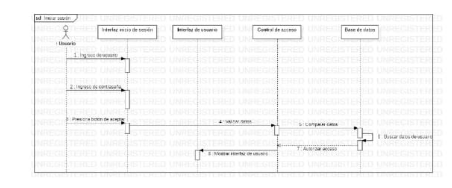 sd Iniciar sesión
Interfaz inicio de sesión
Interfaz de usuario
Control de acceso
Base de datos
: Usuario
1 : Ingreso de usuario
2 : Ingreso de contraseña
3 : Presiona botón de aceptar
4 : Validar datos
5 : Comparar datos
6 : Buscar datos de usuario
7 : Autorizar acceso
8 : Mostrar interfaz de usuario
UNREGISTERED